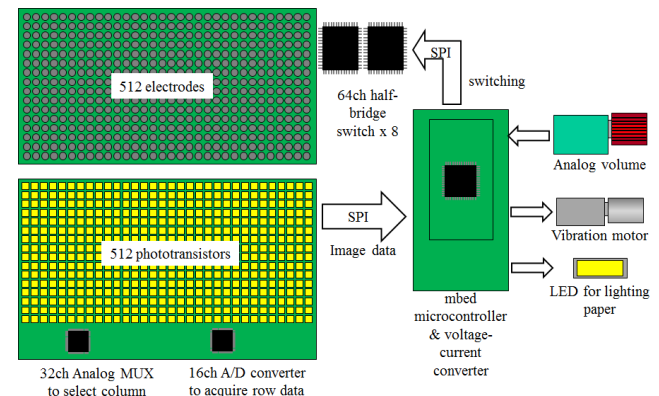 512 electrodes
SPI
switching
64ch half-
bridge
switch x 8
Analog volume
512 phototransistors
SPI
Image data
Vibration motor
LED for lighting
paper
mbed
microcontroller
& voltage-
current
converter
32ch Analog MUX
to select column
16ch A/D converter
to acquire row data